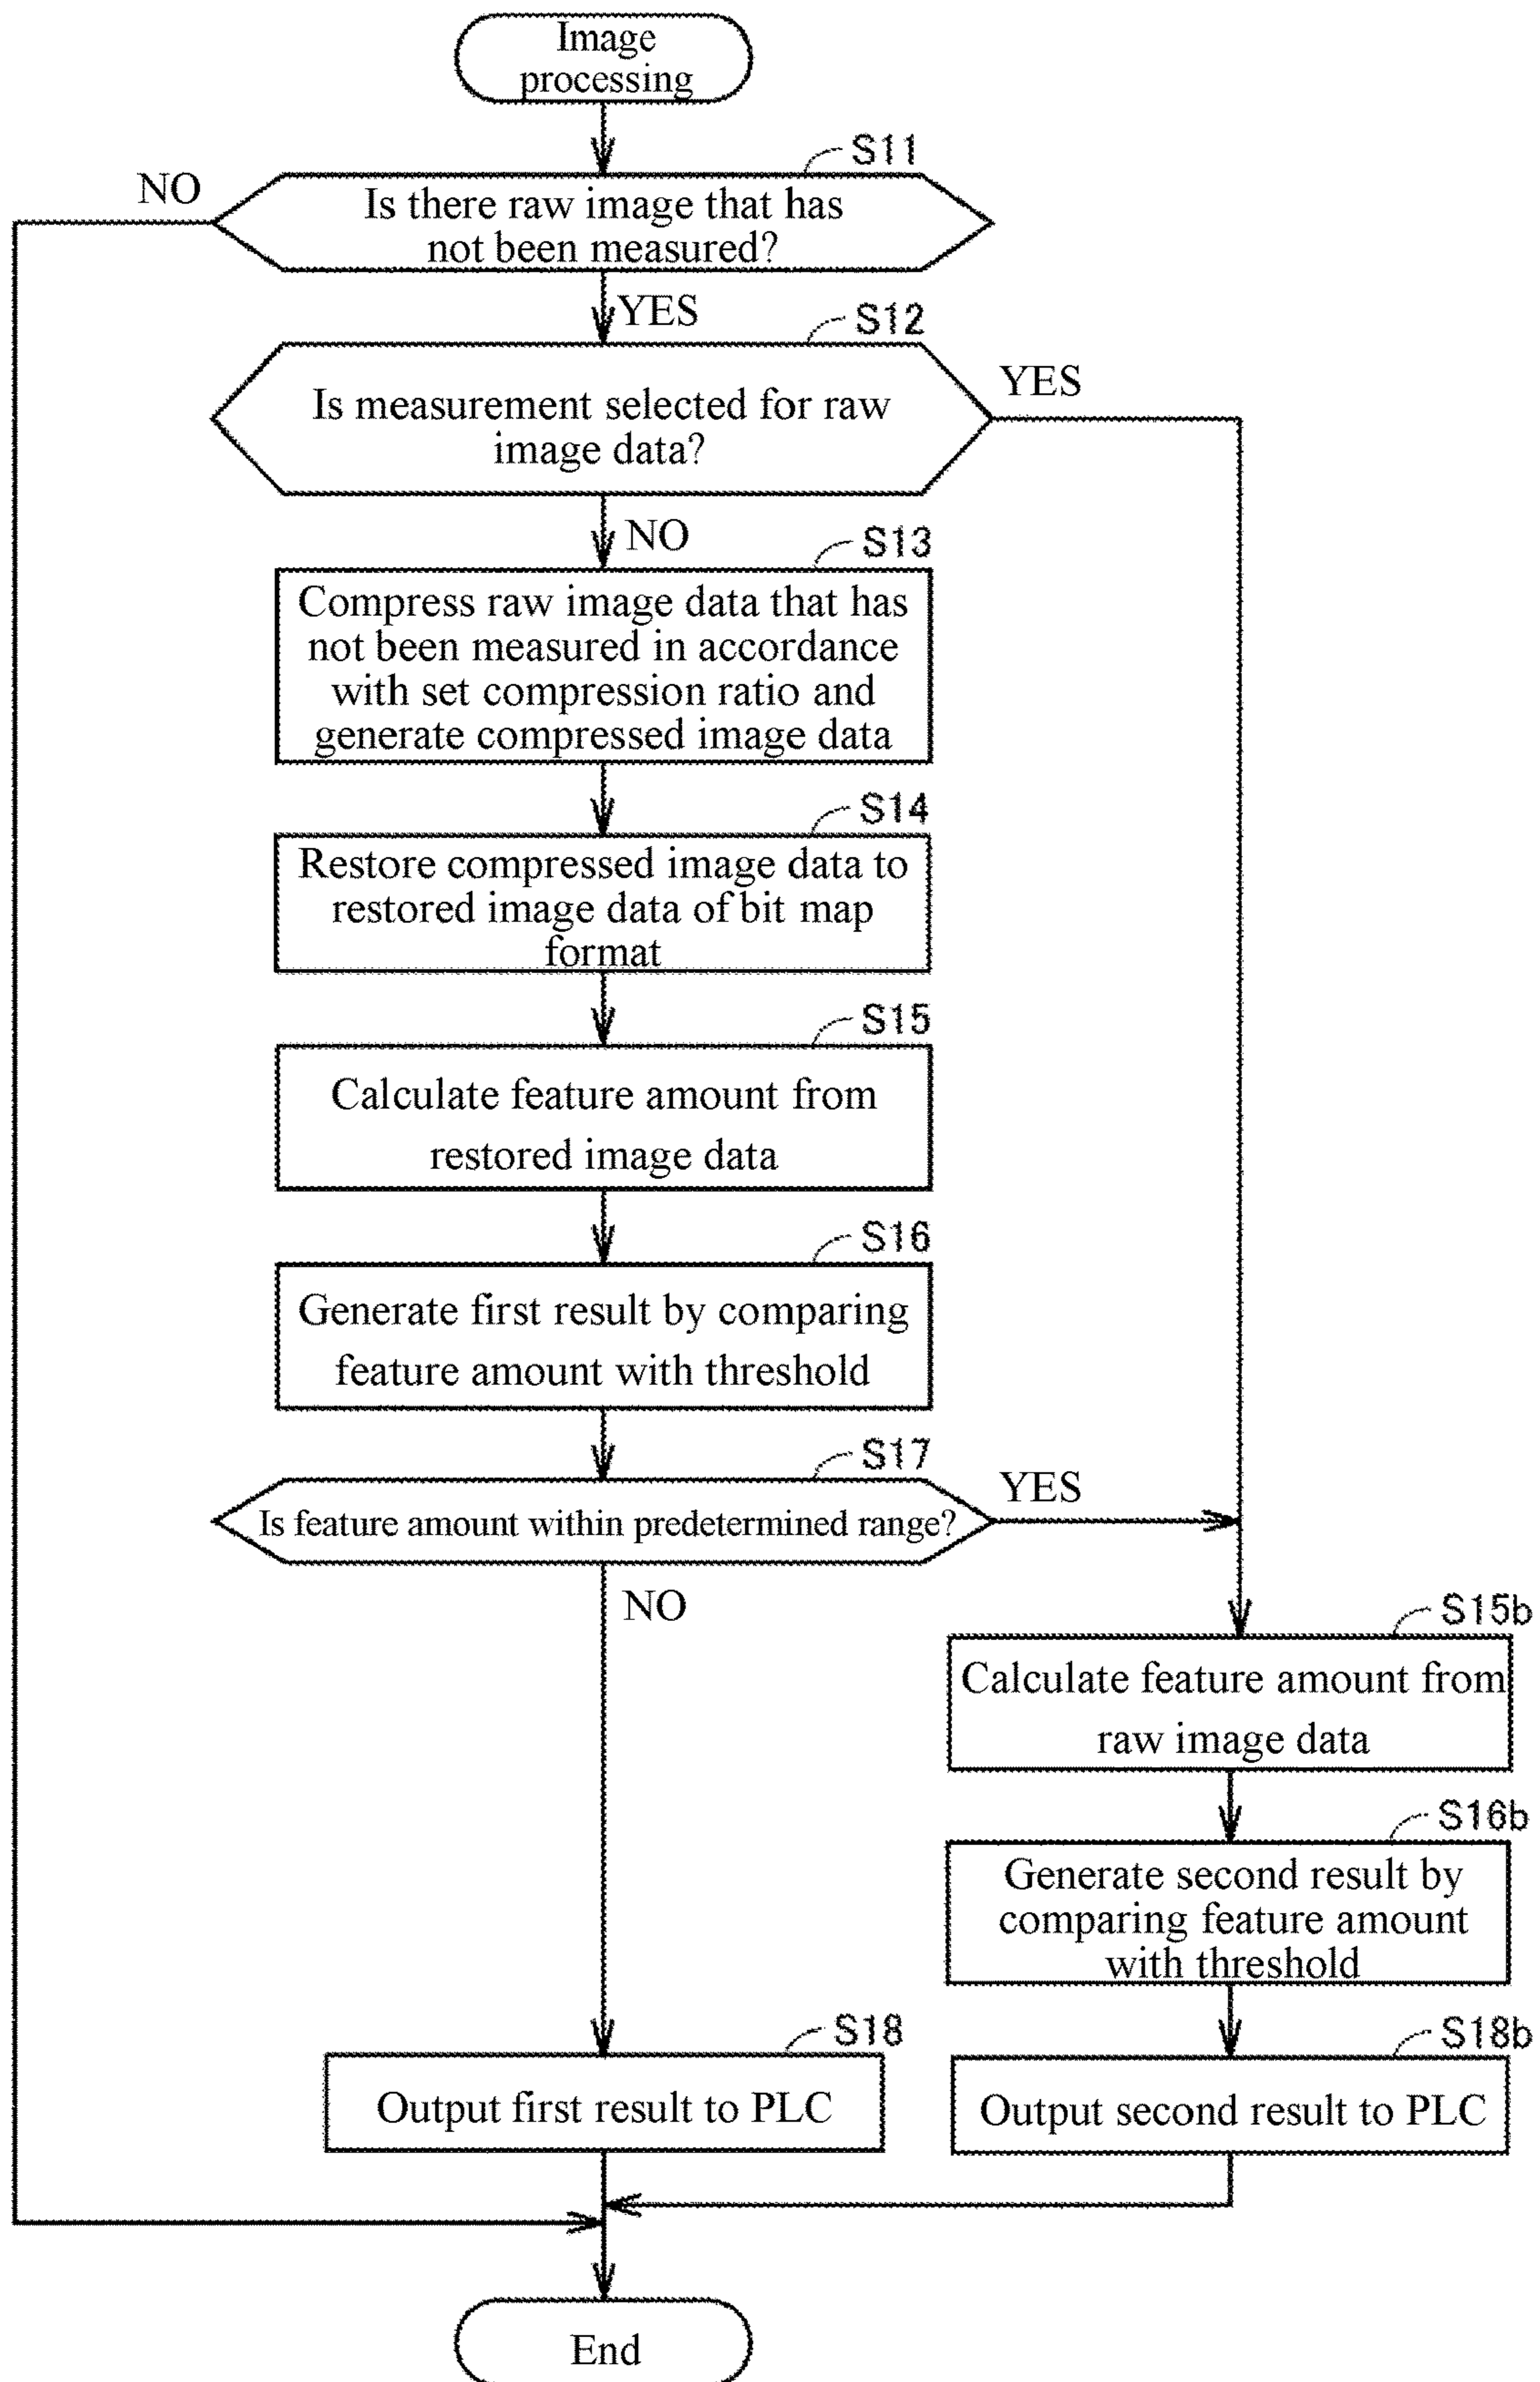 Image
processing
S11
NO
Is there raw image that has
not been measured?
YES
S12
YES
Is measurement selected for raw
image data?
NO
S13
Compress raw image data that has
not been measured in accordance
with set compression ratio and
generate compressed image data
S14
Restore compressed image data to
restored image data of bit map
format
S15
Calculate feature amount from
restored image data
S16
Generate first result by comparing
feature amount with threshold
S17
YES
Is feature amount within predetermined range?
NO
S15b
Calculate feature amount from
raw image data
S16b
Generate second result by
comparing feature amount
with threshold
S18
Output first result to PLC
S18b
Output second result to PLC
End